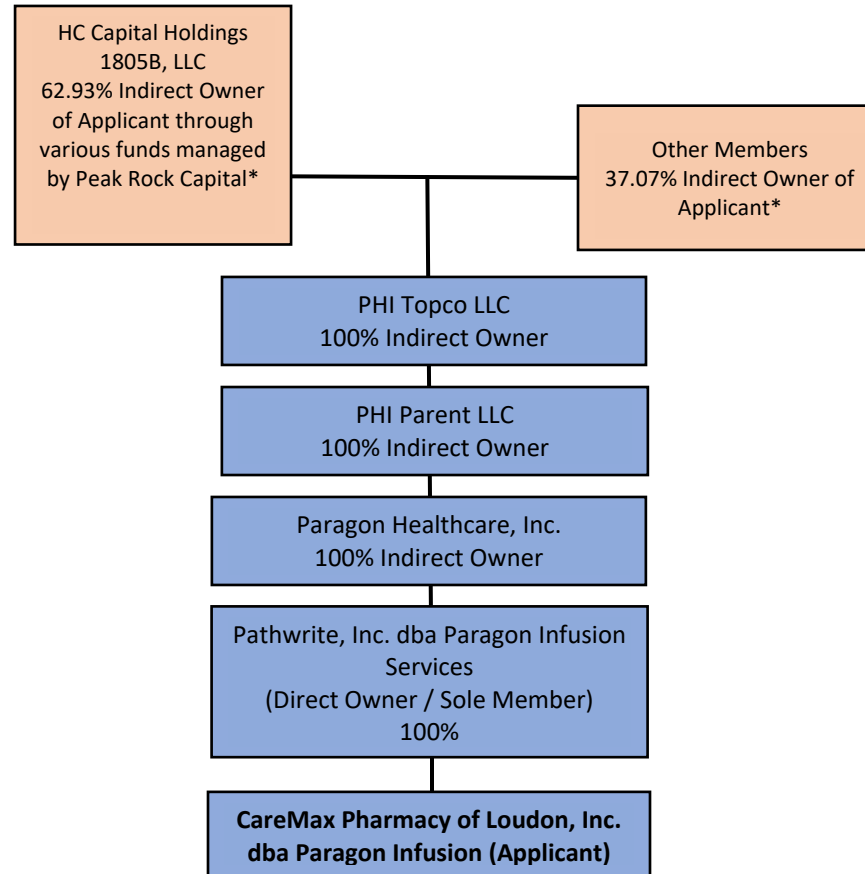 HC Capital Holdings
1805B, LLC
62.93% Indirect Owner
of Applicant through
various funds managed
by Peak Rock Capital*
Other Members
37.07% Indirect Owner of
Applicant*
PHI Topco LLC
100% Indirect Owner
PHI Parent LLC
100% Indirect Owner
Paragon Healthcare, Inc.
100% Indirect Owner
Pathwrite, Inc. dba Paragon Infusion
Services
(Direct Owner / Sole Member)
100%
CareMax Pharmacy of Loudon, Inc.
dba Paragon Infusion (Applicant)